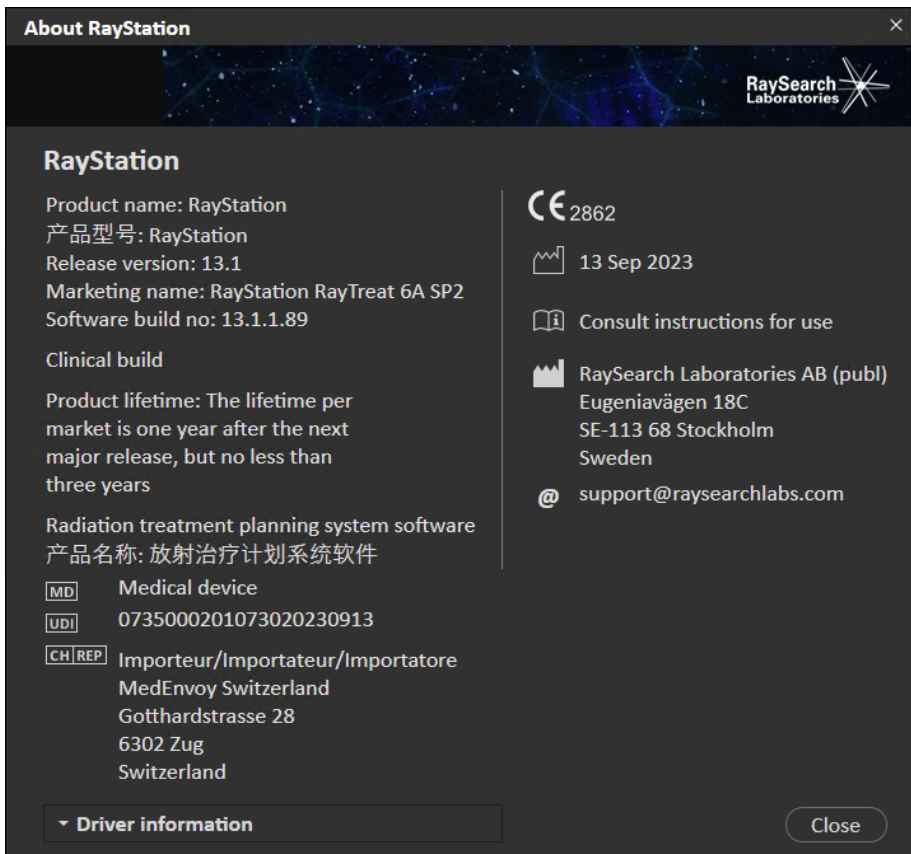 About RayStation
RaySearch
Laboratories
RayStation
Product name: RayStation
产品型号: RayStation
Release version: 13.1
Marketing name: RayStation RayTreat 6A SP2
Software build no: 13.1.1.89
Clinical build
Product lifetime: The lifetime per
market is one year after the next
major release, but no less than
three years
Radiation treatment planning system software
产品名称: 放射治疗计划系统软件
MD Medical device
UDI 0735000201073020230913
CH REP Importeur/Importateur/Importatore
MedEnvoy Switzerland
Gotthardstrasse 28
6302 Zug
Switzerland
CE 2862
13 Sep 2023
Consult instructions for use
RaySearch Laboratories AB (publ)
Eugeniavägen 18C
SE-113 68 Stockholm
Sweden
@ support@raysearchlabs.com
Driver information
Close